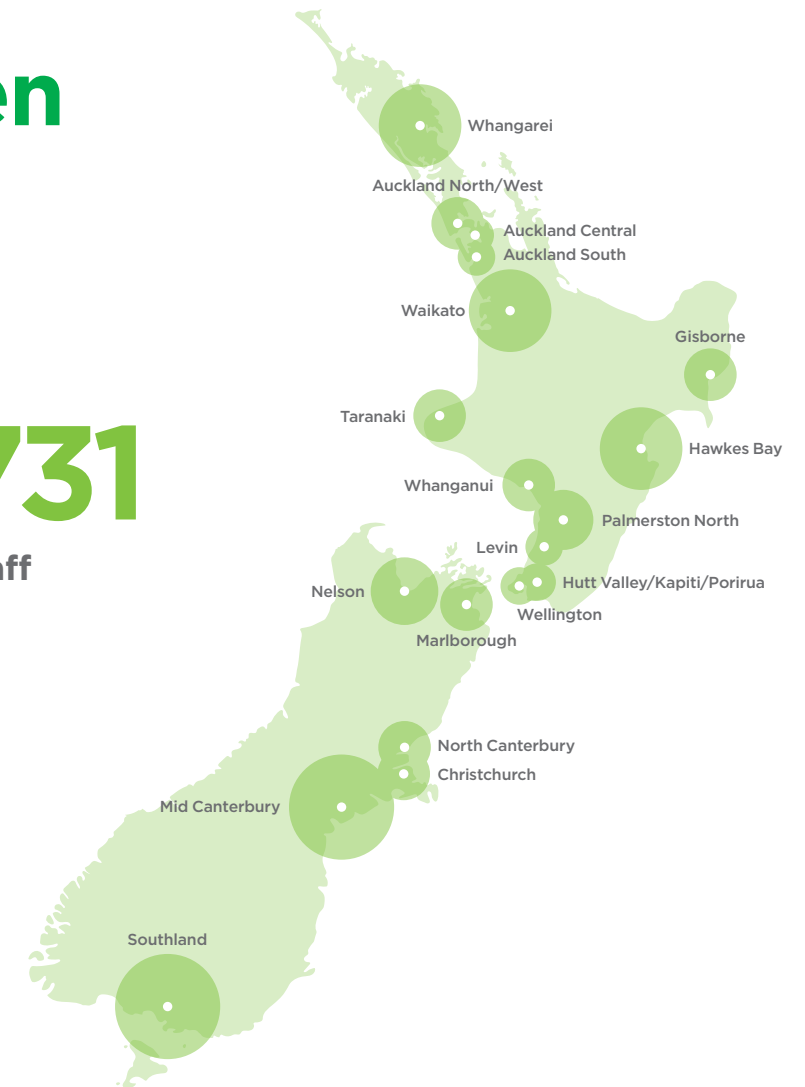 en
Whangarei
Auckland North/West
Auckland Central
Auckland South
Waikato
Gisborne
Taranaki
731
Hawkes Bay
Whanganui
Palmerston North
Levin
ff
Hutt Valley/Kapiti/Porirua
Nelson
Wellington
Marlborough
North Canterbury
Christchurch
Mid Canterbury
Southland